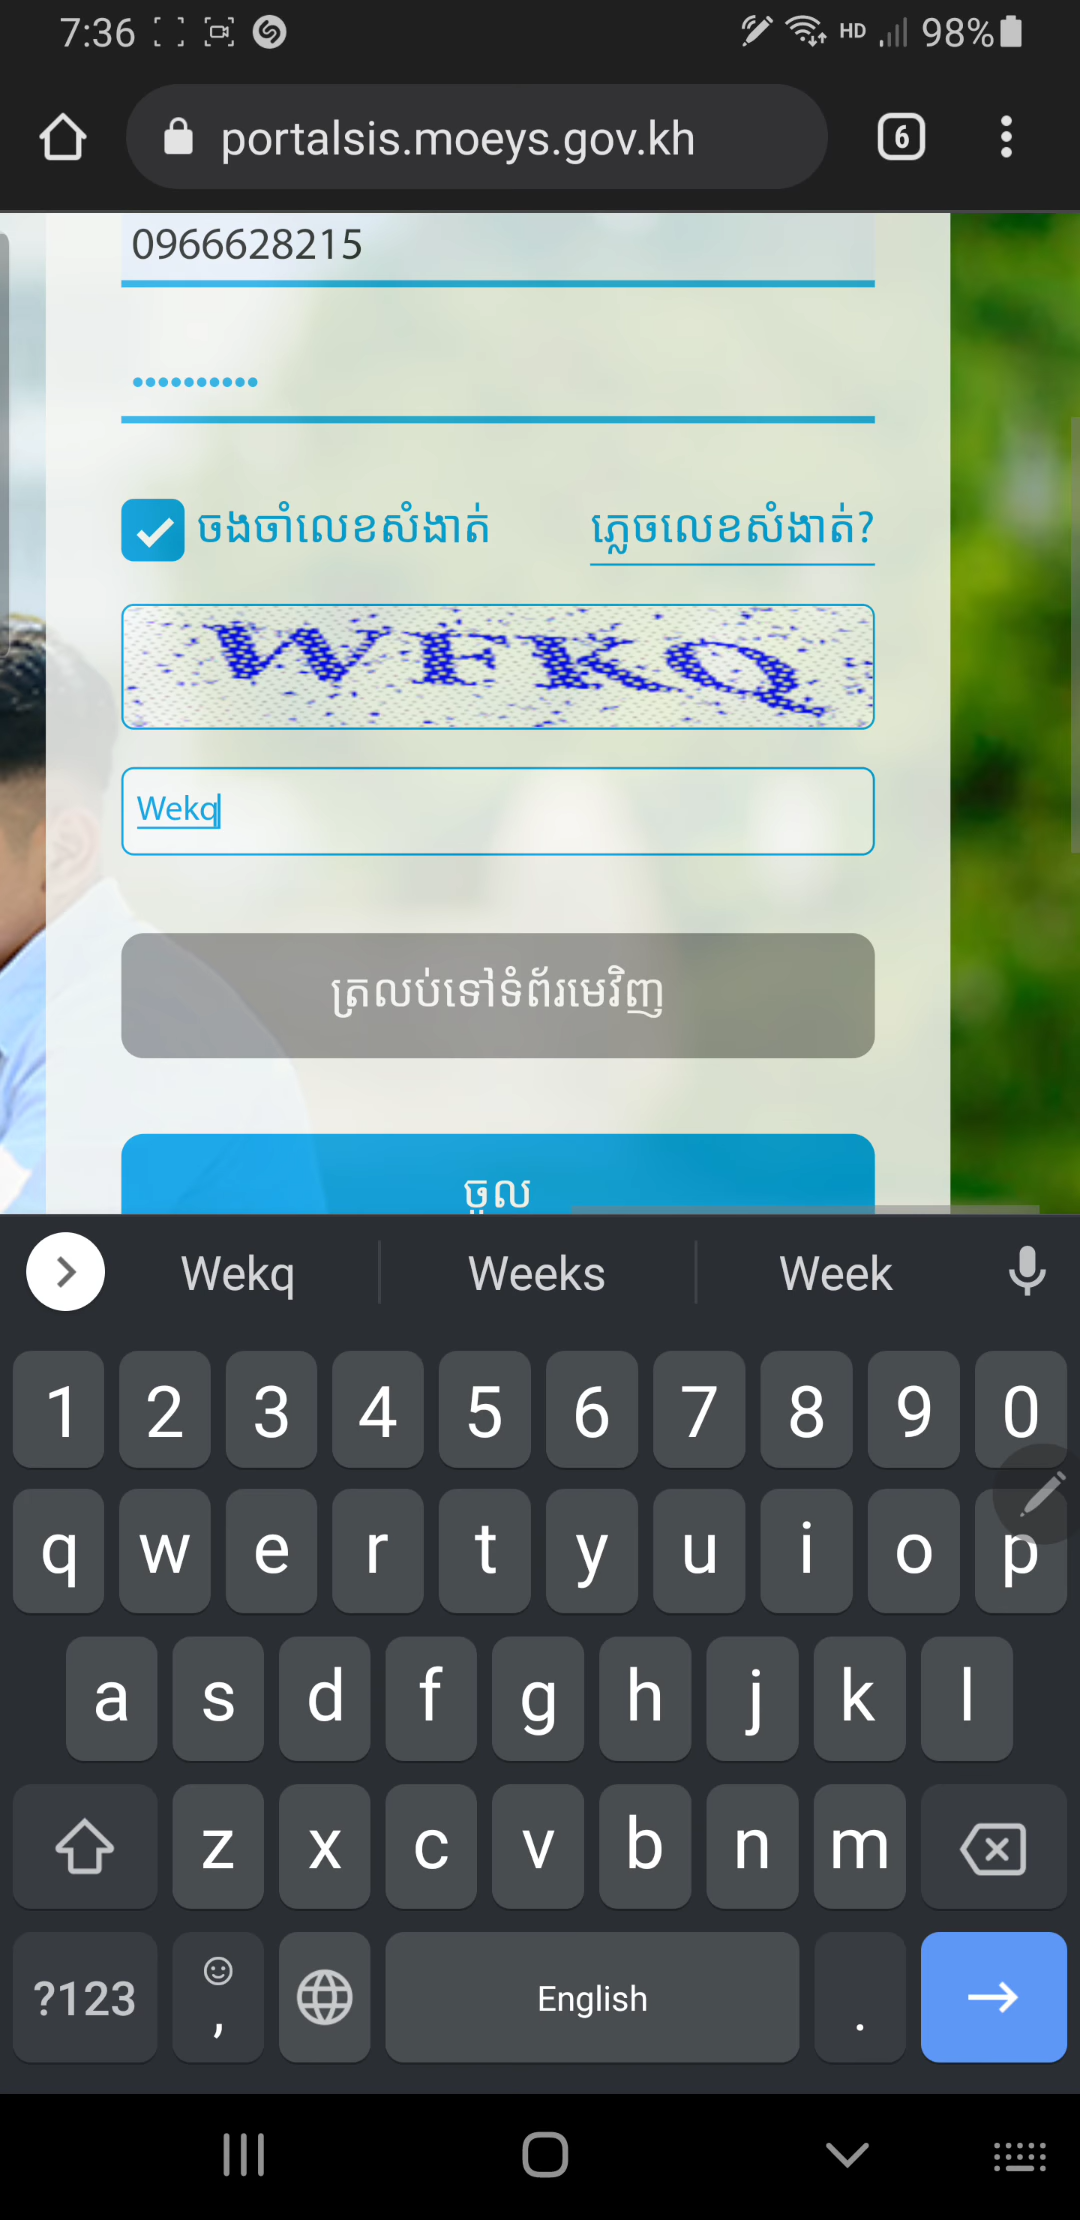 7:36 HD 98%
portalsis.moeys.gov.kh 6
0966628215
••••••••••
ចងចាំលេខសំងាត់ ភ្លេចលេខសំងាត់?
WFKQ
Wekq
ត្រលប់ទៅទំព័រមេវិញ
ចូល
Wekq Weeks Week
1 2 3 4 5 6 7 8 9 0
q w e r t y u i o p
a s d f g h j k l
z x c v b n m
?123 , English .